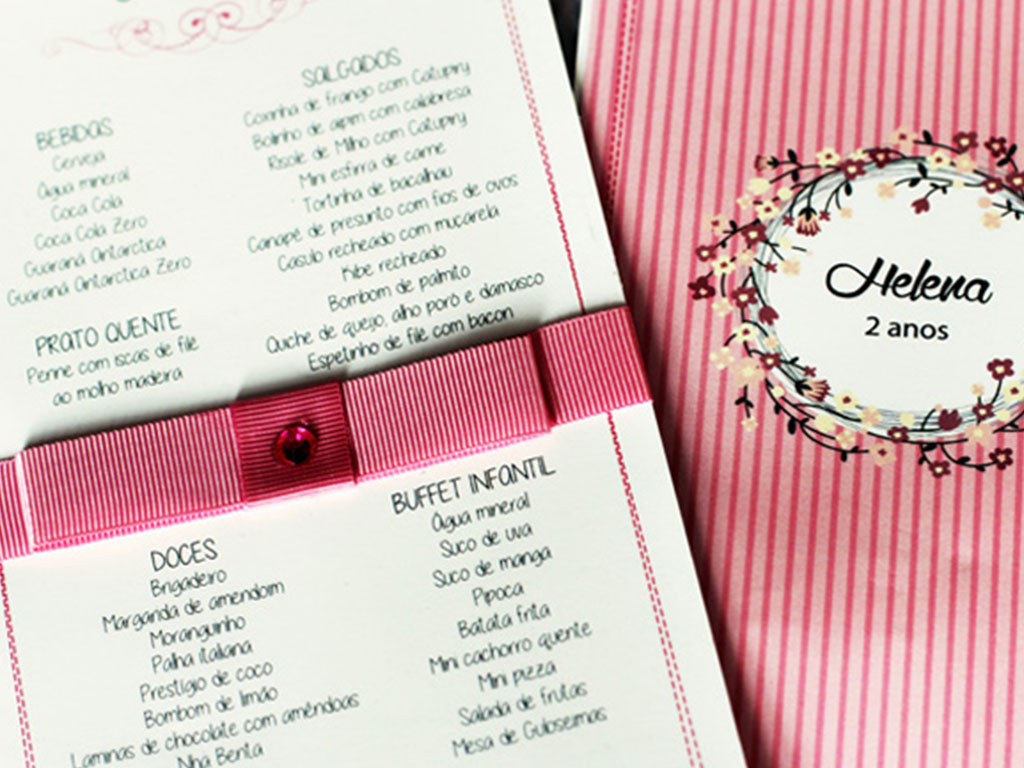 BEBIDAS
Cerveja
Água mineral
Coca Cola
Coca Cola Zero
Guaraná Antarctica
Guaraná Antarctica Zero
PRATO QUENTE
Penne com iscas de filé
ao molho madeira
SALGADOS
Coxinha de frango com Catupiry
Bolinho de aipim com calabresa
Risole de Milho com Catupiry
Mini esfirra de carne
Tortinha de bacalhau
Canapé de presunto com fios de ovos
Casulo recheado com muçarela
Kibe recheado
Bombom de palmito
Quiche de queijo, alho poró e damasco
Espetinho de filé com bacon
DOCES
Brigadeiro
Margarida de amendoim
Moranguinho
Palha italiana
Prestígio de coco
Bombom de limão
Laminas de chocolate com amêndoas
Nha Benta
BUFFET INFANTIL
Água mineral
Suco de uva
Suco de manga
Pipoca
Batata frita
Mini cachorro quente
Mini pizza
Salada de frutas
Mesa de Guloseimas
Helena
2 anos